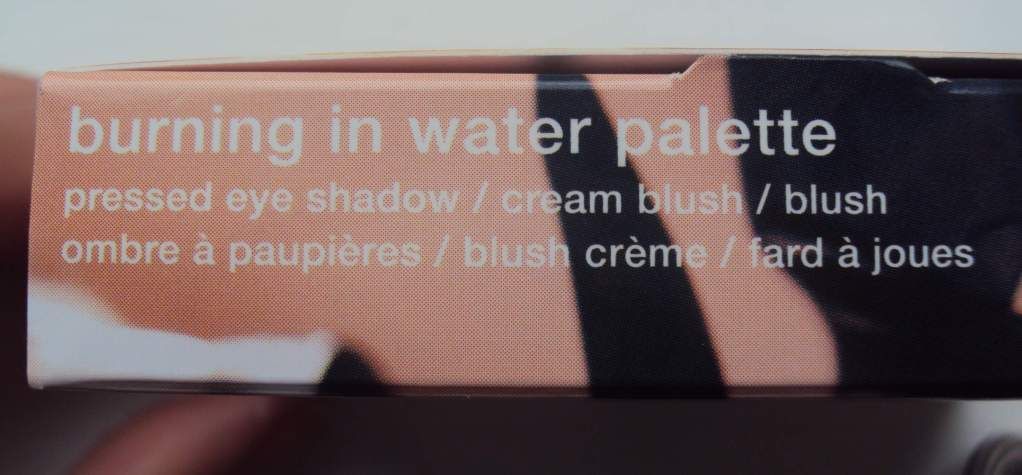 burning in water palette
pressed eye shadow / cream blush / blush
ombre à paupières / blush crème / fard à joues